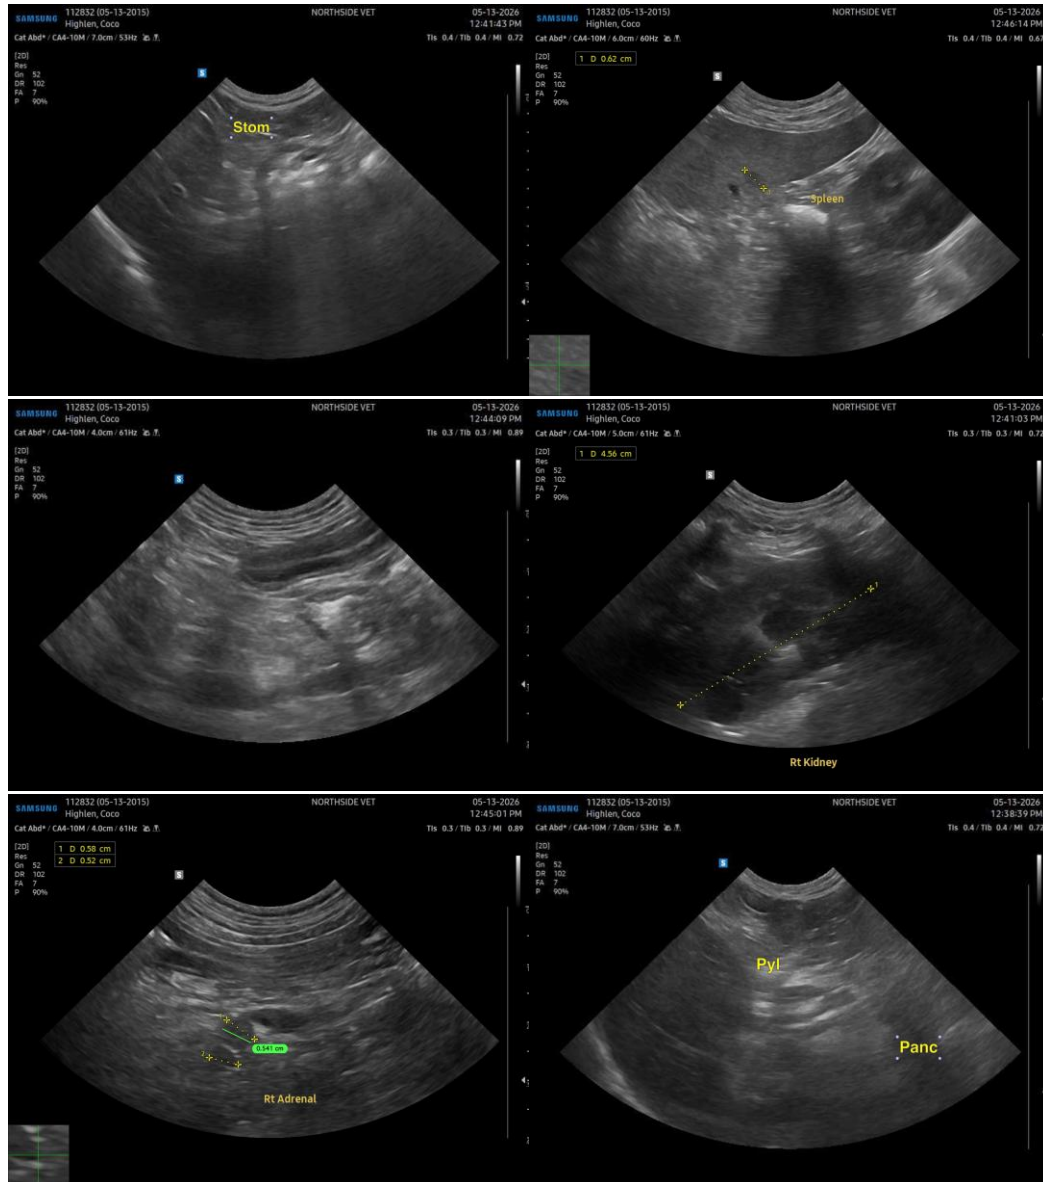 SAMSUNG
112832 (05-13-2015)
Highlen, Coco
NORTHSIDE VET
05-13-2026
12:41:43 PM
Cat Abd* / CA4-10M / 7.0cm / 53Hz
TIs 0.4 / TIb 0.4 / MI 0.72
[2D]
Res
Gn 52
DR 102
FA 7
P 90%
S
Stom
SAMSUNG
112832 (05-13-2015)
Highlen, Coco
NORTHSIDE VET
05-13-2026
12:46:14 PM
Cat Abd* / CA4-10M / 6.0cm / 60Hz
TIs 0.4 / TIb 0.4 / MI 0.67
1 D 0.62 cm
[2D]
Res
Gn 52
DR 102
FA 7
P 90%
S
Spleen
SAMSUNG
112832 (05-13-2015)
Highlen, Coco
NORTHSIDE VET
05-13-2026
12:44:09 PM
Cat Abd* / CA4-10M / 4.0cm / 61Hz
TIs 0.3 / TIb 0.3 / MI 0.89
[2D]
Res
Gn 52
DR 102
FA 7
P 90%
S
SAMSUNG
112832 (05-13-2015)
Highlen, Coco
NORTHSIDE VET
05-13-2026
12:41:03 PM
Cat Abd* / CA4-10M / 5.0cm / 61Hz
TIs 0.3 / TIb 0.3 / MI 0.72
1 D 4.56 cm
[2D]
Res
Gn 52
DR 102
FA 7
P 90%
S
1
Rt Kidney
SAMSUNG
112832 (05-13-2015)
Highlen, Coco
NORTHSIDE VET
05-13-2026
12:45:01 PM
Cat Abd* / CA4-10M / 4.0cm / 61Hz
TIs 0.3 / TIb 0.3 / MI 0.89
1 D 0.58 cm
2 D 0.52 cm
[2D]
Res
Gn 52
DR 102
FA 7
P 90%
S
0.541 cm
2
Rt Adrenal
SAMSUNG
112832 (05-13-2015)
Highlen, Coco
NORTHSIDE VET
05-13-2026
12:38:39 PM
Cat Abd* / CA4-10M / 7.0cm / 53Hz
TIs 0.4 / TIb 0.4 / MI 0.72
[2D]
Res
Gn 52
DR 102
FA 7
P 90%
S
Pyl
Panc